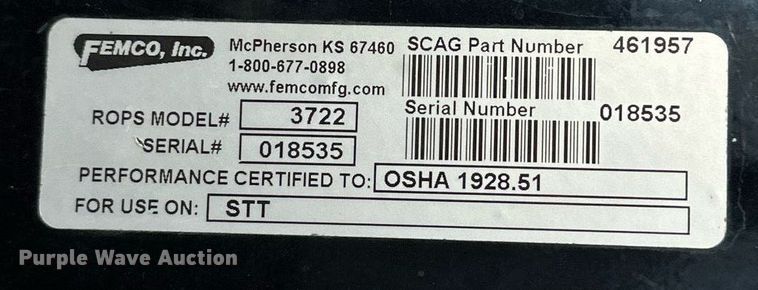 FEMCO, Inc. McPherson KS 67460 SCAG Part Number 461957
1-800-677-0898
www.femcomfg.com
Serial Number 018535
ROPS MODEL# 3722
SERIAL# 018535
PERFORMANCE CERTIFIED TO: OSHA 1928.51
FOR USE ON: STT
Purple Wave Auction